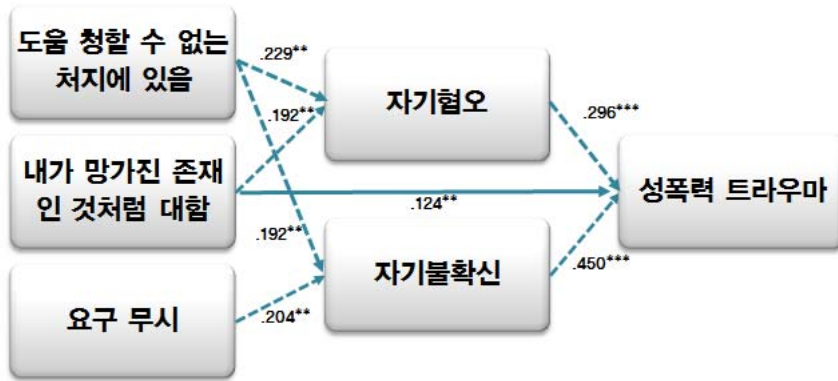 도움 청할 수 없는
처지에 있음
.229**
자기혐오
.192**
.296***
내가 망가진 존재
인 것처럼 대함
.124**
성폭력 트라우마
.192**
자기불확신
.450***
요구 무시
.204**